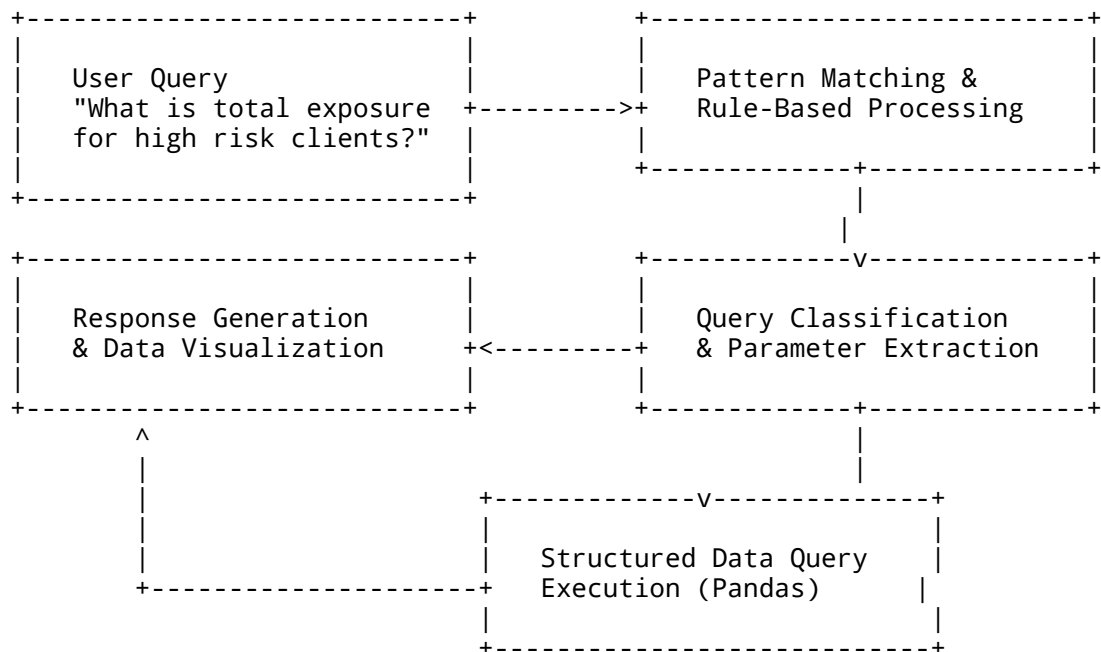 User Query
"What is total exposure
for high risk clients?"
Pattern Matching &
Rule-Based Processing
Response Generation
& Data Visualization
Query Classification
& Parameter Extraction
Structured Data Query
Execution (Pandas)